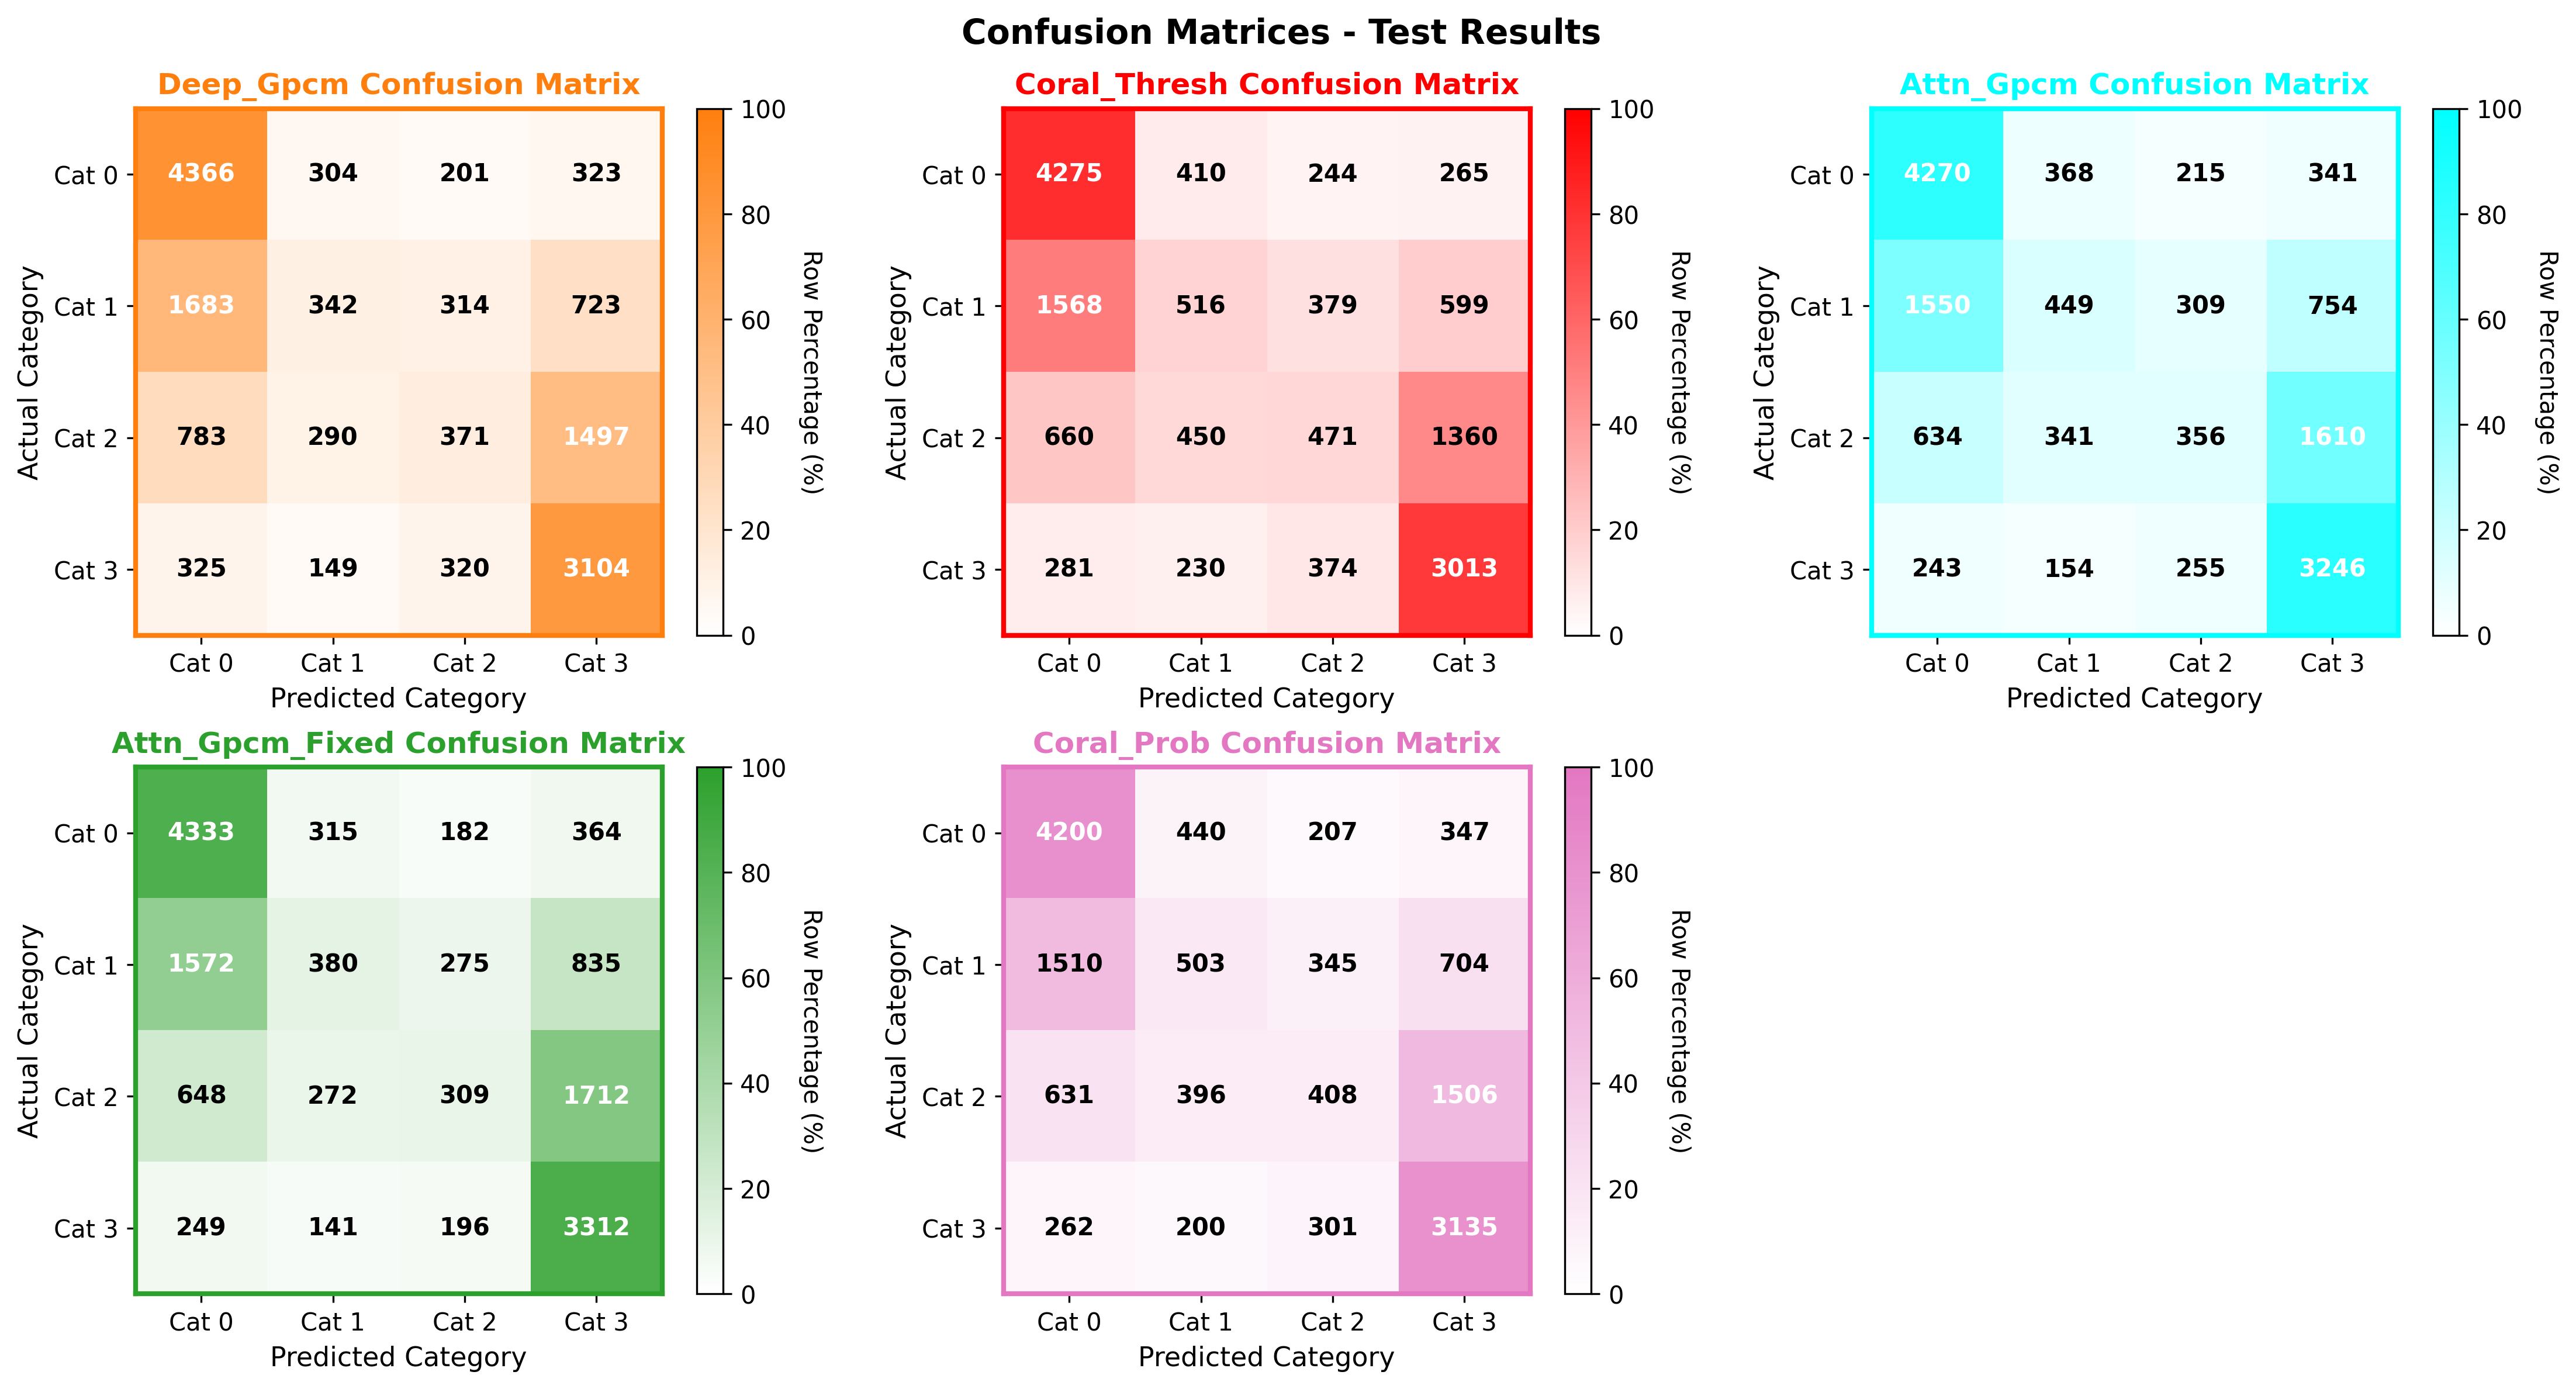 Confusion Matrices - Test Results
Deep_Gpcm Confusion Matrix
Actual Category
Cat 0 4366 304 201 323
Cat 1 1683 342 314 723
Cat 2 783 290 371 1497
Cat 3 325 149 320 3104
Cat 0 Cat 1 Cat 2 Cat 3
Predicted Category
100
80
60
40
20
0
Row Percentage (%)
Coral_Thresh Confusion Matrix
Actual Category
Cat 0 4275 410 244 265
Cat 1 1568 516 379 599
Cat 2 660 450 471 1360
Cat 3 281 230 374 3013
Cat 0 Cat 1 Cat 2 Cat 3
Predicted Category
100
80
60
40
20
0
Row Percentage (%)
Attn_Gpcm Confusion Matrix
Actual Category
Cat 0 4270 368 215 341
Cat 1 1550 449 309 754
Cat 2 634 341 356 1610
Cat 3 243 154 255 3246
Cat 0 Cat 1 Cat 2 Cat 3
Predicted Category
100
80
60
40
20
0
Row Percentage (%)
Attn_Gpcm_Fixed Confusion Matrix
Actual Category
Cat 0 4333 315 182 364
Cat 1 1572 380 275 835
Cat 2 648 272 309 1712
Cat 3 249 141 196 3312
Cat 0 Cat 1 Cat 2 Cat 3
Predicted Category
100
80
60
40
20
0
Row Percentage (%)
Coral_Prob Confusion Matrix
Actual Category
Cat 0 4200 440 207 347
Cat 1 1510 503 345 704
Cat 2 631 396 408 1506
Cat 3 262 200 301 3135
Cat 0 Cat 1 Cat 2 Cat 3
Predicted Category
100
80
60
40
20
0
Row Percentage (%)